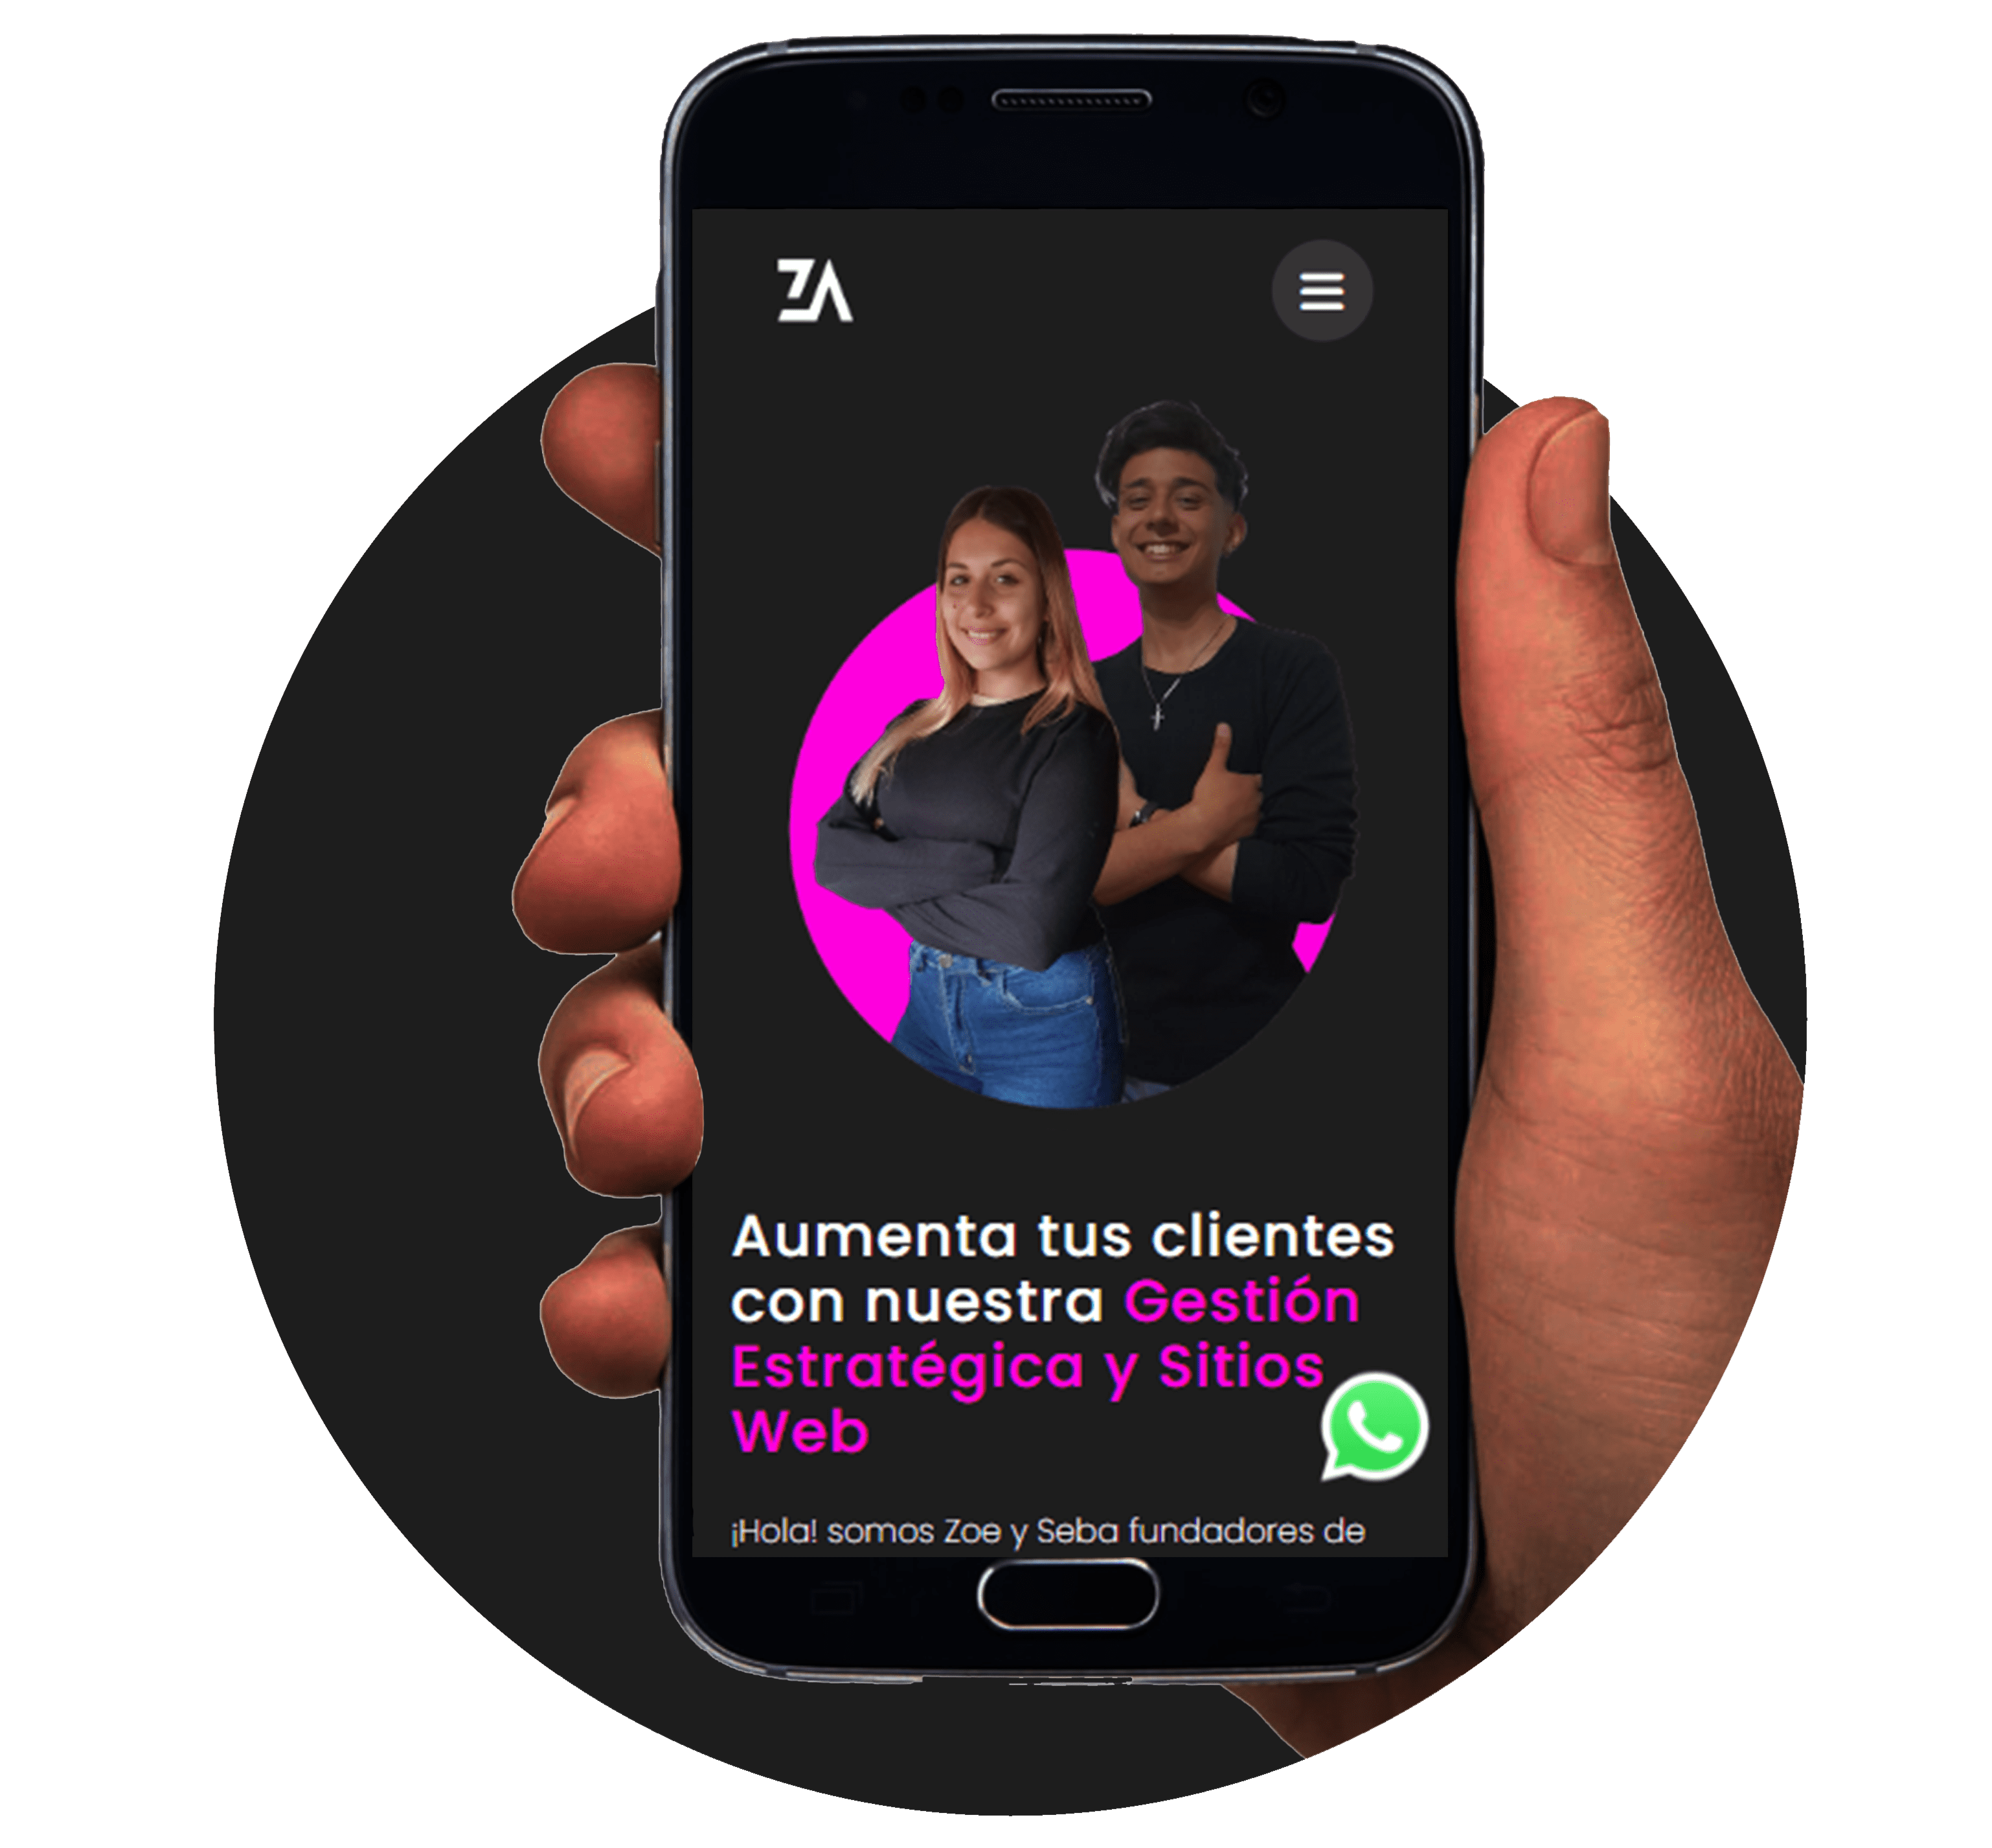 ZA
Aumenta tus clientes
con nuestra Gestión
Estratégica y Sitios
Web
¡Hola! somos Zoe y Seba fundadores de